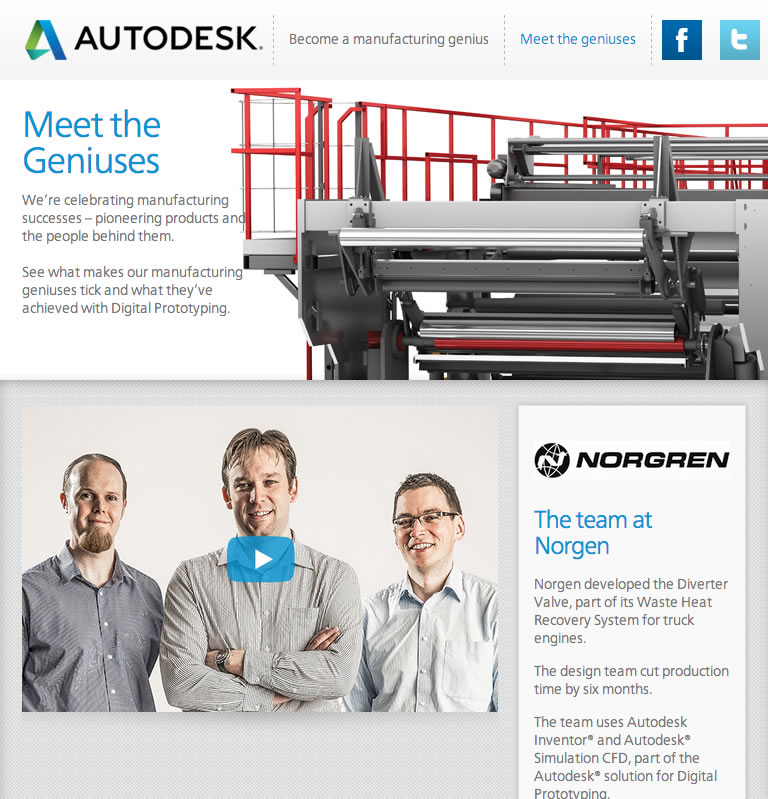 AUTODESK.
Become a manufacturing genius
Meet the geniuses
f
t
Meet the
Geniuses
We’re celebrating manufacturing
successes – pioneering products and
the people behind them.
See what makes our manufacturing
geniuses tick and what they’ve
achieved with Digital Prototyping.
N NORGREN
The team at
Norgen
Norgen developed the Diverter
Valve, part of its Waste Heat
Recovery System for truck
engines.
The design team cut production
time by six months.
The team uses Autodesk
Inventor® and Autodesk®
Simulation CFD, part of the
Autodesk® solution for Digital
Prototyping.